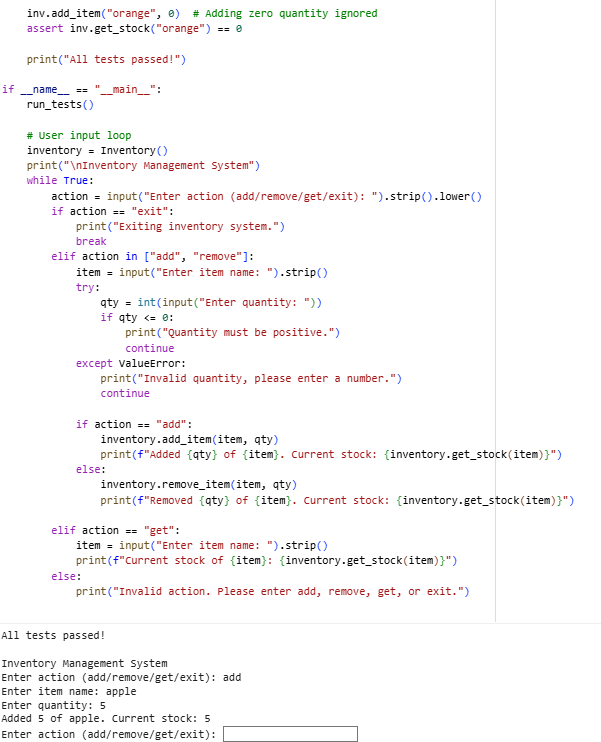 inv.add_item("orange", 0)  # Adding zero quantity ignored
    assert inv.get_stock("orange") == 0

    print("All tests passed!")

if __name__ == "__main__":
    run_tests()

    # User input loop
    inventory = Inventory()
    print("\nInventory Management System")
    while True:
        action = input("Enter action (add/remove/get/exit): ").strip().lower()
        if action == "exit":
            print("Exiting inventory system.")
            break
        elif action in ["add", "remove"]:
            item = input("Enter item name: ").strip()
            try:
                qty = int(input("Enter quantity: "))
                if qty <= 0:
                    print("Quantity must be positive.")
                    continue
            except ValueError:
                print("Invalid quantity, please enter a number.")
                continue

            if action == "add":
                inventory.add_item(item, qty)
                print(f"Added {qty} of {item}. Current stock: {inventory.get_stock(item)}")
            else:
                inventory.remove_item(item, qty)
                print(f"Removed {qty} of {item}. Current stock: {inventory.get_stock(item)}")

        elif action == "get":
            item = input("Enter item name: ").strip()
            print(f"Current stock of {item}: {inventory.get_stock(item)}")
        else:
            print("Invalid action. Please enter add, remove, get, or exit.")

All tests passed!

Inventory Management System
Enter action (add/remove/get/exit): add
Enter item name: apple
Enter quantity: 5
Added 5 of apple. Current stock: 5
Enter action (add/remove/get/exit):